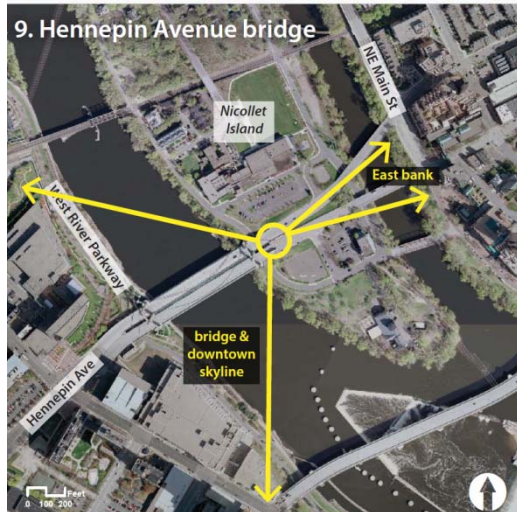 9. Hennepin Avenue bridge
NE Main St
Nicollet
Island
East bank
West River Parkway
bridge &
downtown
skyline
Hennepin Ave
Feet
0 100 200